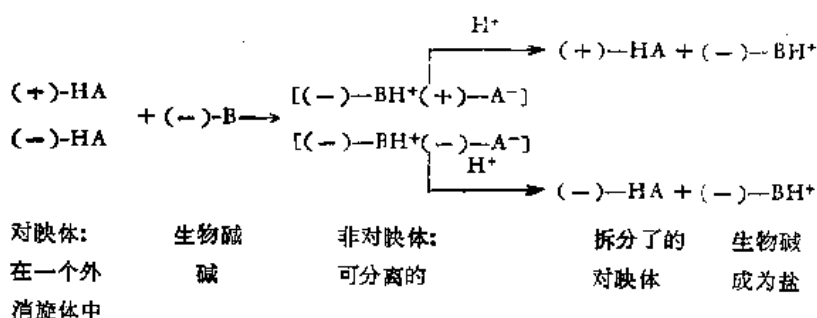 H⁺
(+)—HA + (—)—BH⁺
(+)-HA
[(—)—BH⁺(+)—A⁻]
+ (—)-B ⟶
(—)-HA
[(—)—BH⁺(—)—A⁻]
H⁺
(—)—HA + (—)—BH⁺
对映体: 生物碱 非对映体: 拆分了的 生物碱
在一个外 碱 可分离的 对映体 成为盐
消旋体中